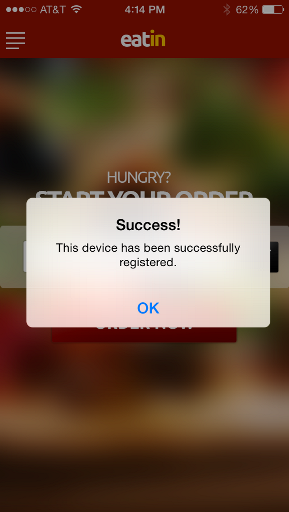 AT&T 4:14 PM 62%
eatin
HUNGRY?
START YOUR ORDER
Success!
This device has been successfully
registered.
OK
ORDER NOW